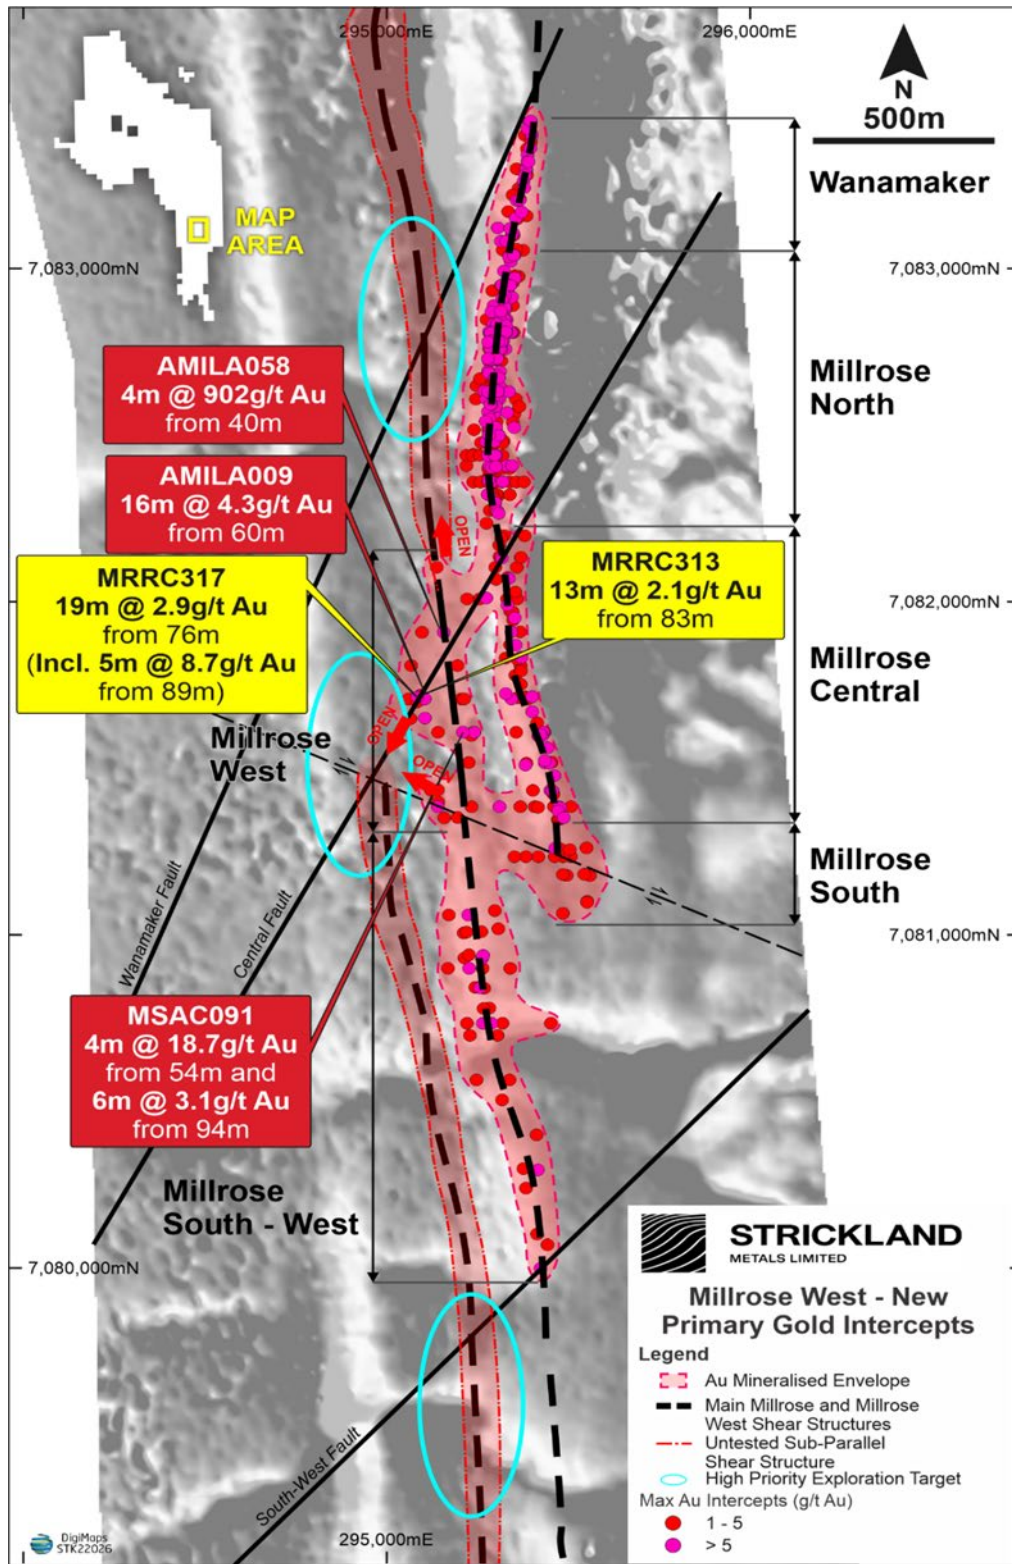 295,000mE
296,000mE
N
500m
Wanamaker
MAP
AREA
7,083,000mN
7,083,000mN
AMILA058
4m @ 902g/t Au
from 40m
Millrose
North
AMILA009
16m @ 4.3g/t Au
from 60m
OPEN
MRRC317
19m @ 2.9g/t Au
from 76m
(Incl. 5m @ 8.7g/t Au
from 89m)
MRRC313
13m @ 2.1g/t Au
from 83m
7,082,000mN
Millrose
Central
OPEN
OPEN
Millrose
West
Millrose
South
Wanamaker Fault
Central Fault
7,081,000mN
MSAC091
4m @ 18.7g/t Au
from 54m and
6m @ 3.1g/t Au
from 94m
Millrose
South - West
7,080,000mN
STRICKLAND
METALS LIMITED
Millrose West - New
Primary Gold Intercepts
Legend
Au Mineralised Envelope
Main Millrose and Millrose
West Shear Structures
Untested Sub-Parallel
Shear Structure
High Priority Exploration Target
Max Au Intercepts (g/t Au)
1 - 5
> 5
South-West Fault
DigiMaps
STK22026
295,000mE